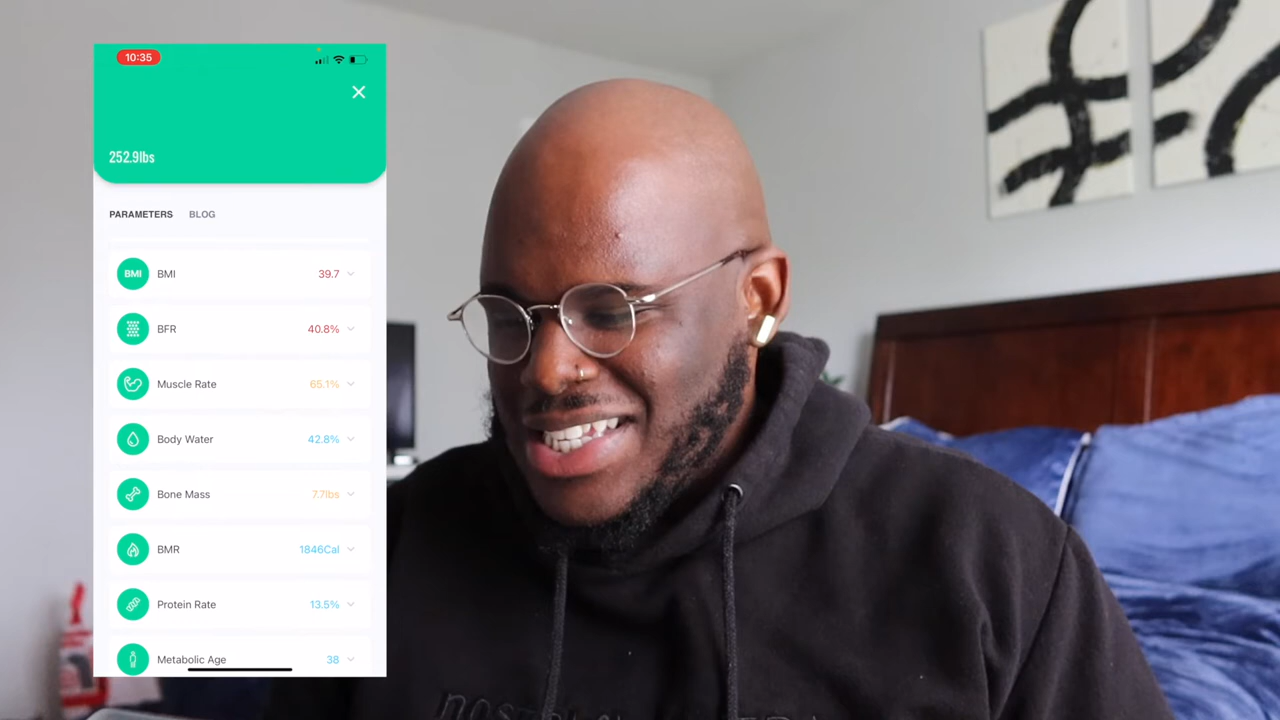 10:35
252.9lbs
PARAMETERS BLOG
BMI BMI 39.7
BFR 40.8%
Muscle Rate 65.1%
Body Water 42.8%
Bone Mass 7.7lbs
BMR 1846Cal
Protein Rate 13.5%
Metabolic Age 38